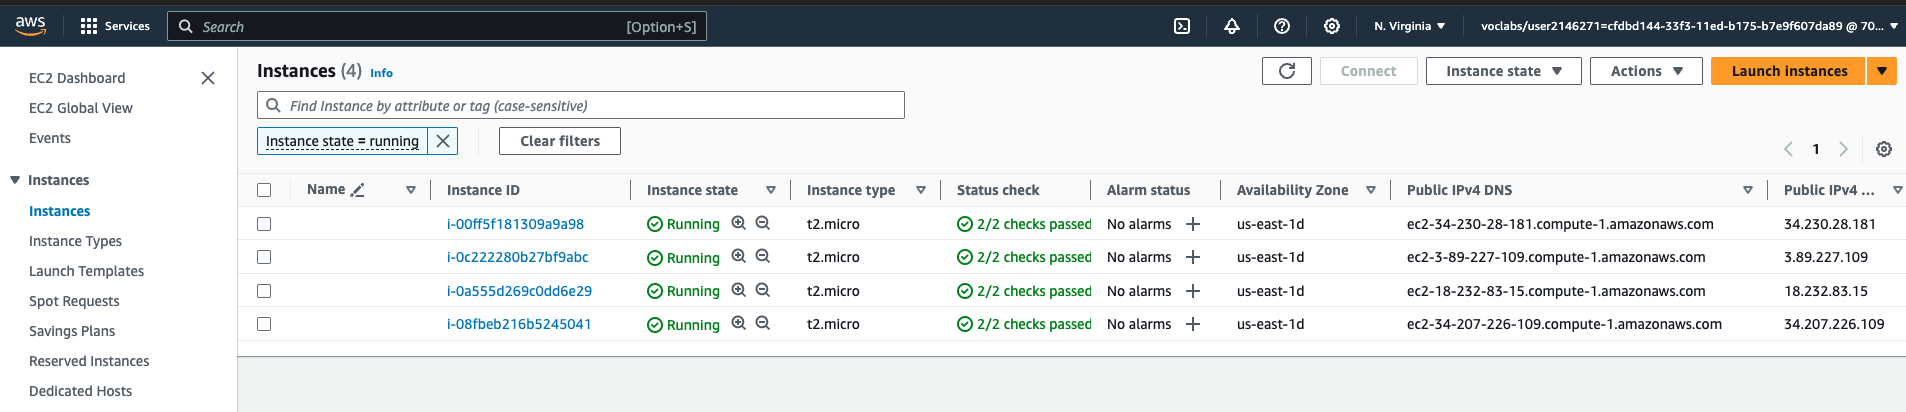 aws Services Search [Option+S] N. Virginia voclabs/user2146271=cfdbd144-33f3-11ed-b175-b7e9f607da89 @ 70...
EC2 Dashboard
EC2 Global View
Events
Instances
Instances
Instance Types
Launch Templates
Spot Requests
Savings Plans
Reserved Instances
Dedicated Hosts
Instances (4) Info Connect Instance state Actions Launch instances
Find Instance by attribute or tag (case-sensitive)
Instance state = running Clear filters
1
Name Instance ID Instance state Instance type Status check Alarm status Availability Zone Public IPv4 DNS Public IPv4 ...
i-00ff5f181309a9a98 Running t2.micro 2/2 checks passed No alarms us-east-1d ec2-34-230-28-181.compute-1.amazonaws.com 34.230.28.181
i-0c222280b27bf9abc Running t2.micro 2/2 checks passed No alarms us-east-1d ec2-3-89-227-109.compute-1.amazonaws.com 3.89.227.109
i-0a555d269c0dd6e29 Running t2.micro 2/2 checks passed No alarms us-east-1d ec2-18-232-83-15.compute-1.amazonaws.com 18.232.83.15
i-08fbeb216b5245041 Running t2.micro 2/2 checks passed No alarms us-east-1d ec2-34-207-226-109.compute-1.amazonaws.com 34.207.226.109